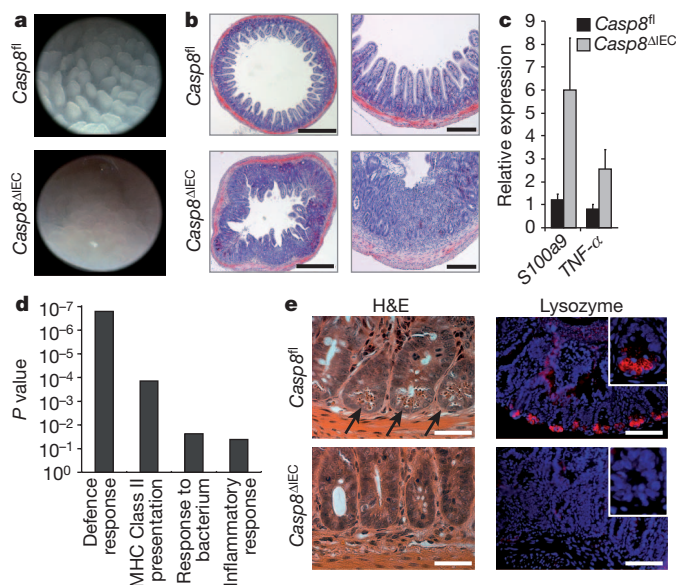 a
Casp8fl
Casp8ΔIEC
b
c
Relative expression
9
8
7
6
5
4
3
2
1
0
Casp8fl
Casp8ΔIEC
S100a9
TNF-α
d
P value
10–7
10–6
10–5
10–4
10–3
10–2
10–1
100
Defence
response
MHC Class II
presentation
Response to
bacterium
Inflammatory
response
e
H&E
Lysozyme
Casp8fl
Casp8ΔIEC